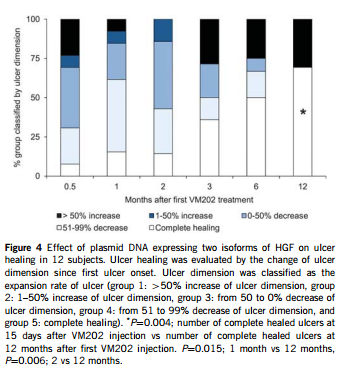 100
75
50
25
0
% group classified by ulcer dimension
*
0.5 1 2 3 6 12
Months after first VM202 treatment
■> 50% increase ■1-50% increase ■0-50% decrease
□51-99% decrease □Complete healing
Figure 4 Effect of plasmid DNA expressing two isoforms of HGF on ulcer
healing in 12 subjects. Ulcer healing was evaluated by the change of ulcer
dimension since first ulcer onset. Ulcer dimension was classified as the
expansion rate of ulcer (group 1: >50% increase of ulcer dimension, group
2: 1–50% increase of ulcer dimension, group 3: from 50 to 0% decrease of
ulcer dimension, group 4: from 51 to 99% decrease of ulcer dimension, and
group 5: complete healing). *P=0.004; number of complete healed ulcers at
15 days after VM202 injection vs number of complete healed ulcers at
12 months after first VM202 injection. P=0.015; 1 month vs 12 months,
P=0.006; 2 vs 12 months.